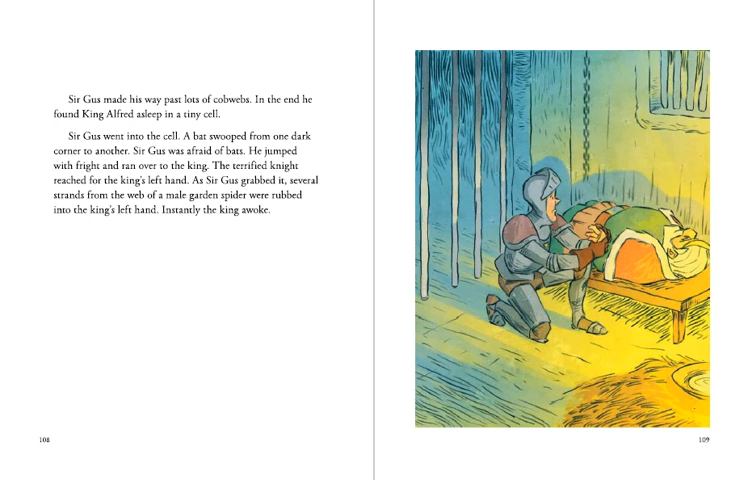 Sir Gus made his way past lots of cobwebs. In the end he
found King Alfred asleep in a tiny cell.
Sir Gus went into the cell. A bat swooped from one dark
corner to another. Sir Gus was afraid of bats. He jumped
with fright and ran over to the king. The terrified knight
reached for the king's left hand. As Sir Gus grabbed it, several
strands from the web of a male garden spider were rubbed
into the king's left hand. Instantly the king awoke.
108
109